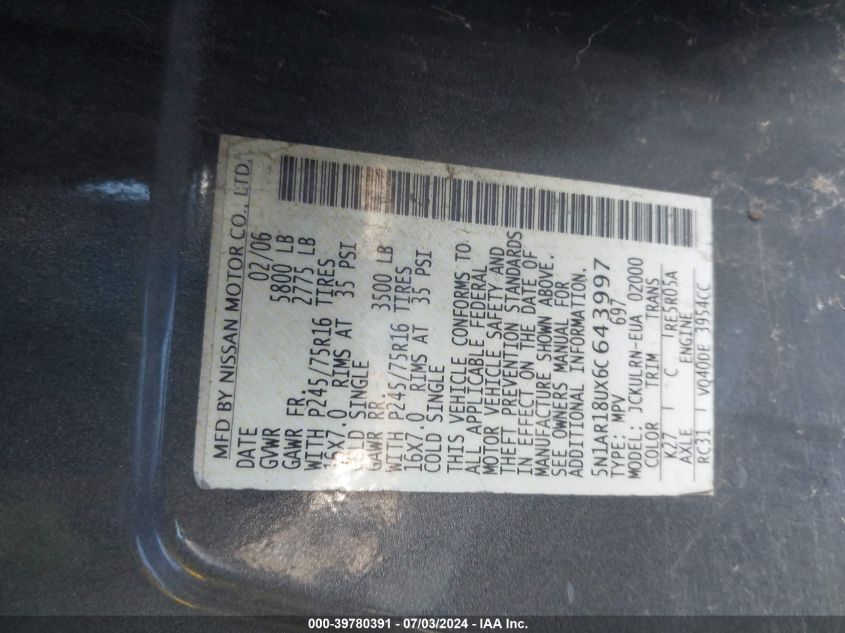 MFD BY NISSAN MOTOR CO., LTD.
DATE 02/06
GVWR 5800 LB
GAWR FR. 2775 LB
WITH P245/75R16 TIRES
16X7.0 RIMS AT 35 PSI
COLD SINGLE
GAWR RR. 3500 LB
WITH P245/75R16 TIRES
16X7.0 RIMS AT 35 PSI
COLD SINGLE
THIS VEHICLE CONFORMS TO
ALL APPLICABLE FEDERAL
MOTOR VEHICLE SAFETY AND
THEFT PREVENTION STANDARDS
IN EFFECT ON THE DATE OF
MANUFACTURE SHOWN ABOVE.
SEE OWNERS MANUAL FOR
ADDITIONAL INFORMATION.
5N1AR18UX6C643997
TYPE: MPV 697
MODEL: JCKULRN-EUA 02000
COLOR TRIM TRANS
K17 C RE5R05A
AXLE ENGINE
RC31 VQ40DE 3954CC
000-39780391 - 07/03/2024 - IAA Inc.